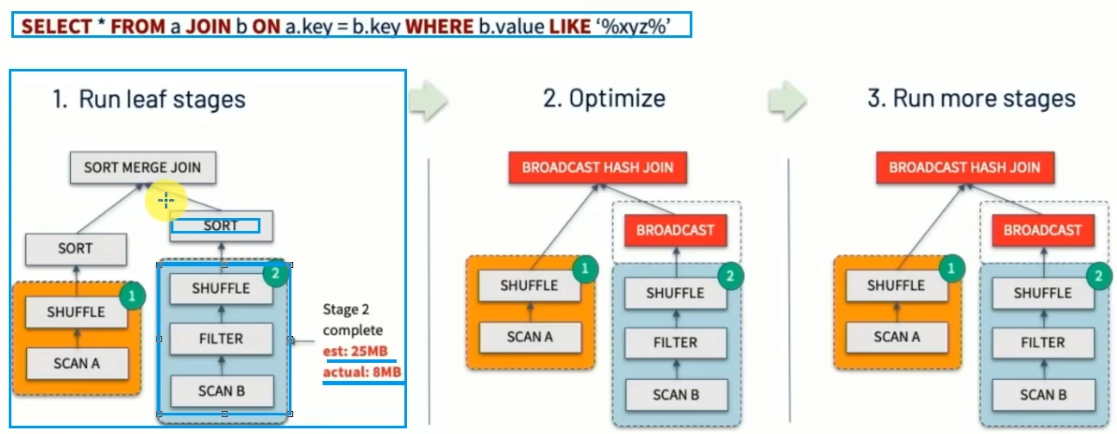 SELECT * FROM a JOIN b ON a.key = b.key WHERE b.value LIKE ‘%xyz%’
1. Run leaf stages
2. Optimize
3. Run more stages
SORT MERGE JOIN
SORT
SORT
SHUFFLE
1
SCAN A
SHUFFLE
2
FILTER
SCAN B
Stage 2
complete
est: 25MB
actual: 8MB
BROADCAST HASH JOIN
BROADCAST
SHUFFLE
1
SCAN A
SHUFFLE
2
FILTER
SCAN B
BROADCAST HASH JOIN
BROADCAST
SHUFFLE
1
SCAN A
SHUFFLE
2
FILTER
SCAN B